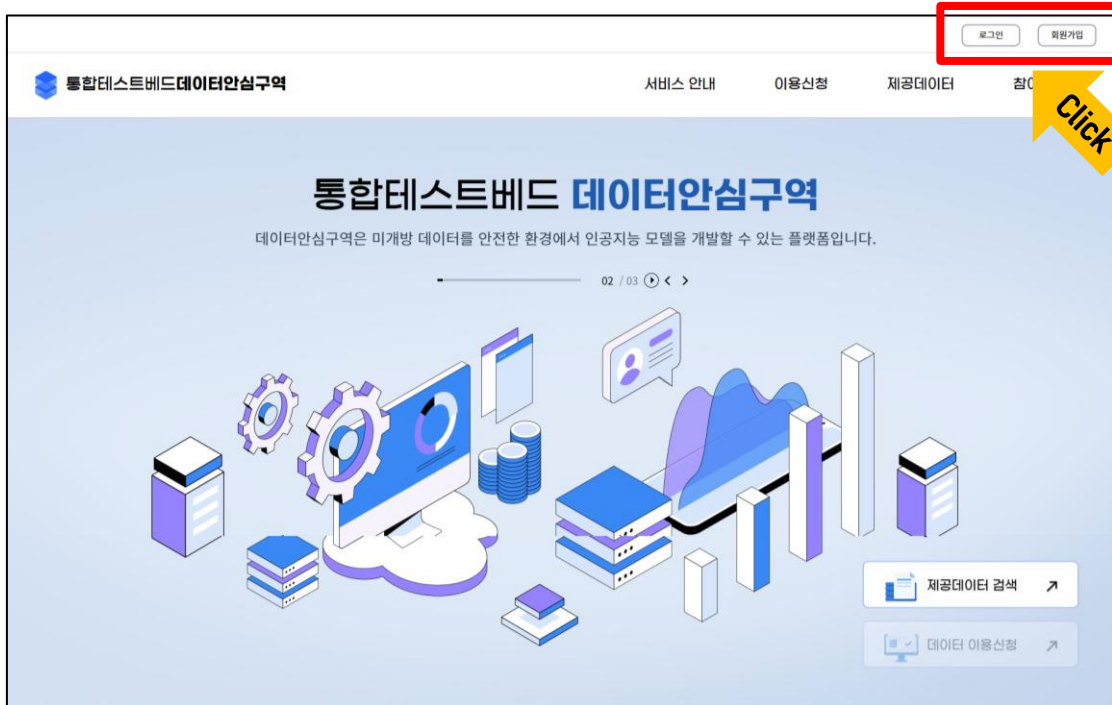 로그인 회원가입
통합테스트베드데이터안심구역 서비스 안내 이용신청 제공데이터
Click
통합테스트베드 데이터안심구역
데이터안심구역은 미개방 데이터를 안전한 환경에서 인공지능 모델을 개발할 수 있는 플랫폼입니다.
02 / 03
제공데이터 검색
데이터 이용신청